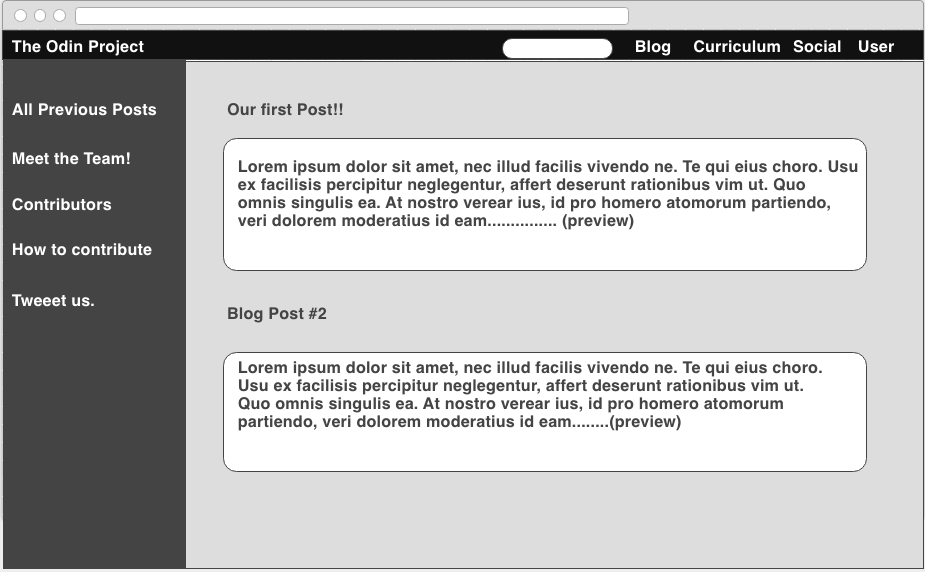 The Odin Project Blog Curriculum Social User
All Previous Posts
Meet the Team!
Contributors
How to contribute
Tweeet us.
Our first Post!!
Lorem ipsum dolor sit amet, nec illud facilis vivendo ne. Te qui eius choro. Usu
ex facilisis percipitur neglegentur, affert deserunt rationibus vim ut. Quo
omnis singulis ea. At nostro verear ius, id pro homero atomorum partiendo,
veri dolorem moderatius id eam............... (preview)
Blog Post #2
Lorem ipsum dolor sit amet, nec illud facilis vivendo ne. Te qui eius choro.
Usu ex facilisis percipitur neglegentur, affert deserunt rationibus vim ut.
Quo omnis singulis ea. At nostro verear ius, id pro homero atomorum
partiendo, veri dolorem moderatius id eam........(preview)